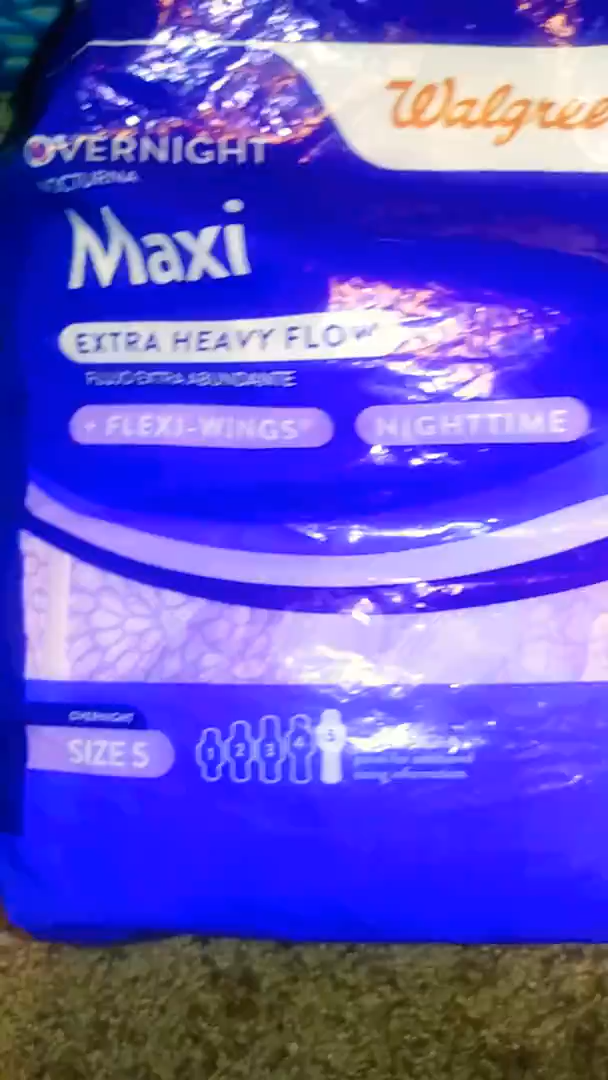 Walgree
OVERNIGHT
NOCTURNA
Maxi
EXTRA HEAVY FLOW
FLUJO EXTRA ABUNDANTE
+ FLEXI-WINGS
NIGHTTIME
OVERNIGHT
SIZE 5
1 2 3 4 5